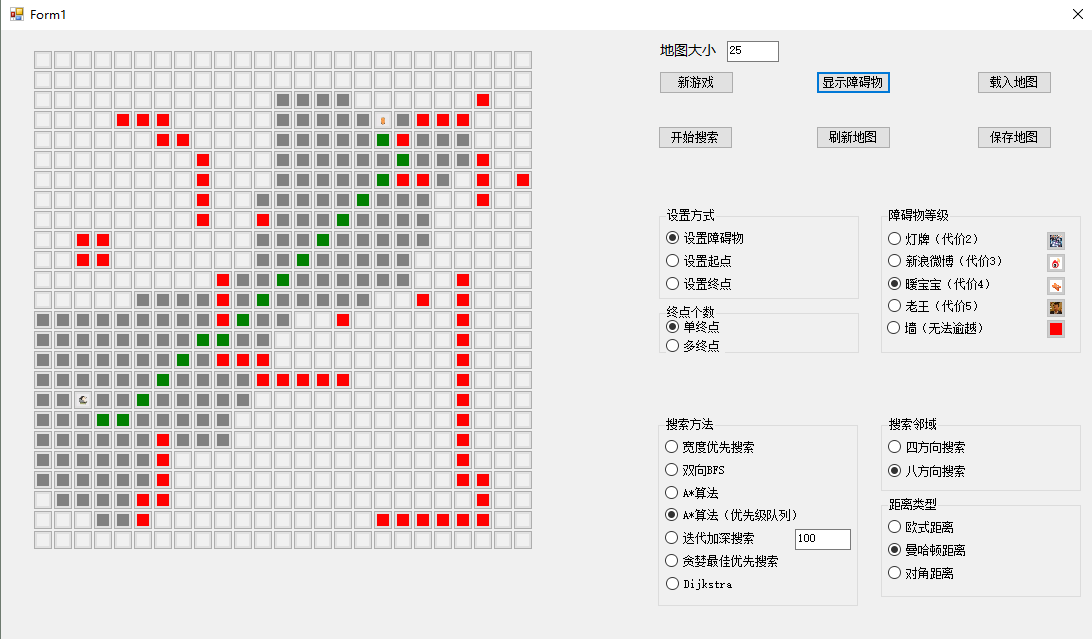 Form1
地图大小 25
新游戏 显示障碍物 载入地图
开始搜索 刷新地图 保存地图
设置方式
设置障碍物
设置起点
设置终点
终点个数
单终点
多终点
障碍物等级
灯牌（代价2）
新浪微博（代价3）
暖宝宝（代价4）
老王（代价5）
墙（无法逾越）
搜索方法
宽度优先搜索
双向BFS
A*算法
A*算法（优先级队列）
迭代加深搜索 100
贪婪最佳优先搜索
Dijkstra
搜索邻域
四方向搜索
八方向搜索
距离类型
欧式距离
曼哈顿距离
对角距离